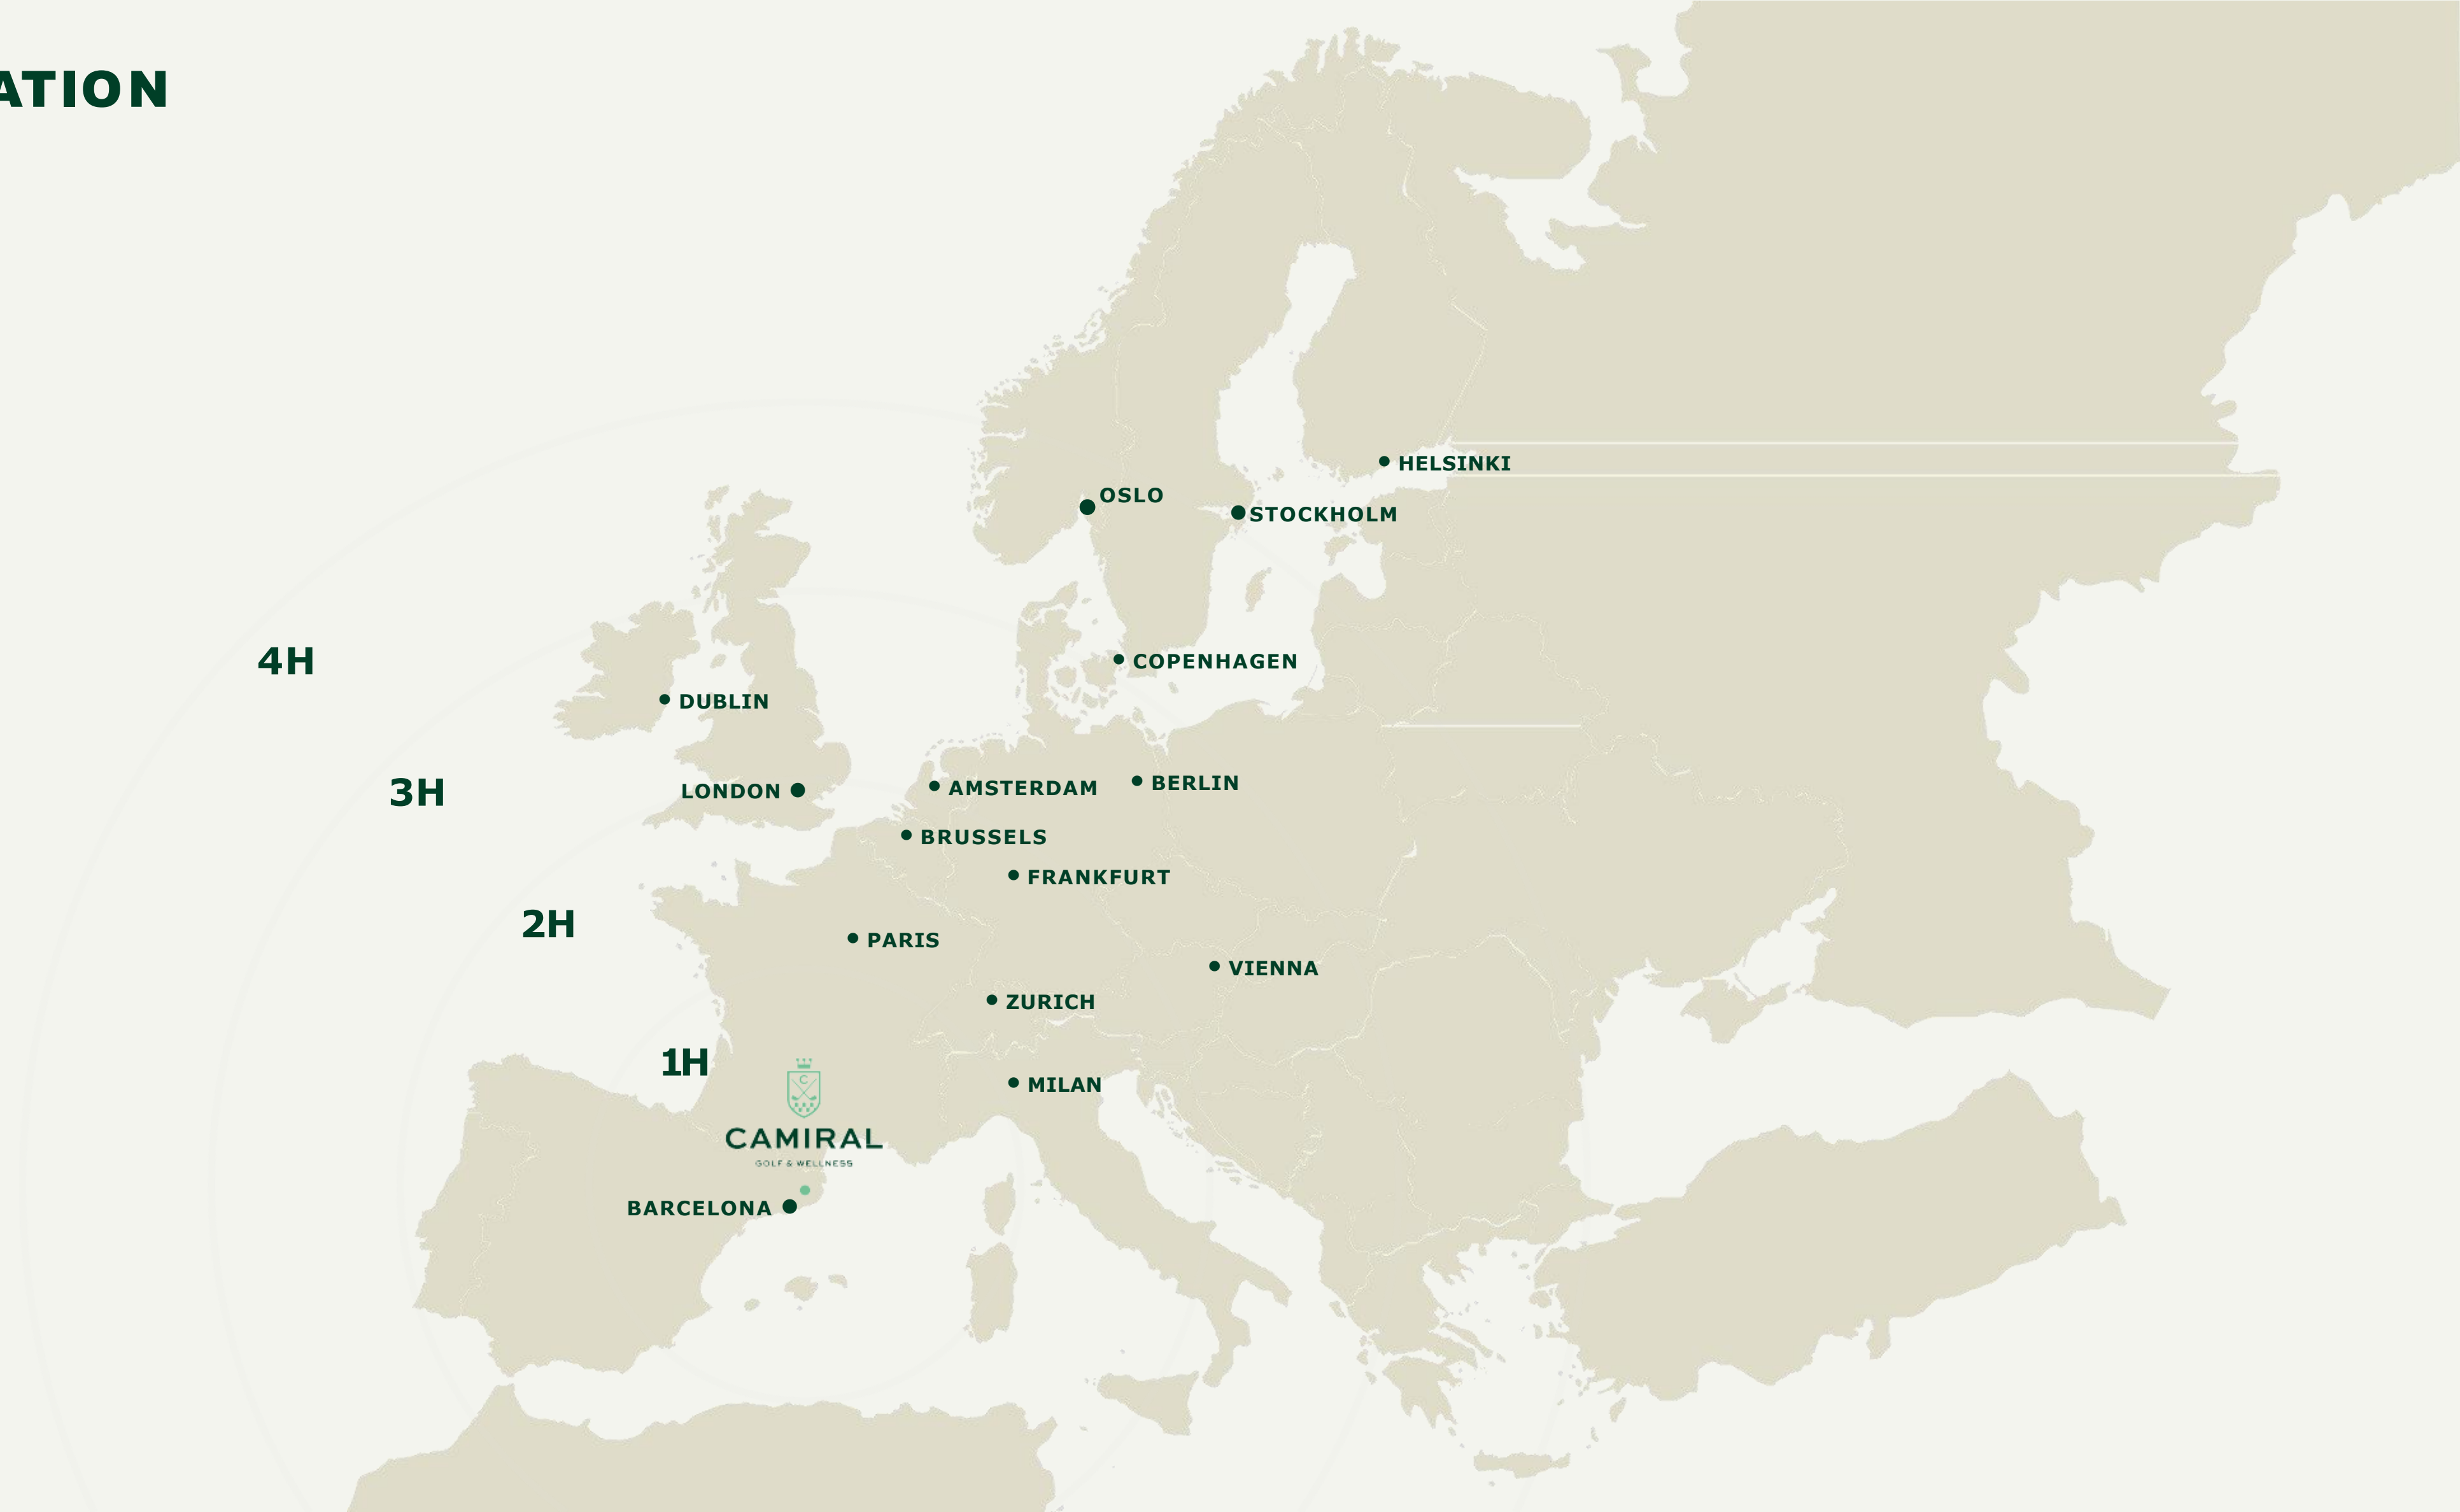 ATION
HELSINKI
OSLO
STOCKHOLM
4H
COPENHAGEN
DUBLIN
3H
LONDON
AMSTERDAM
BERLIN
BRUSSELS
FRANKFURT
2H
PARIS
VIENNA
ZURICH
1H
C
MILAN
CAMIRAL
GOLF & WELLNESS
BARCELONA